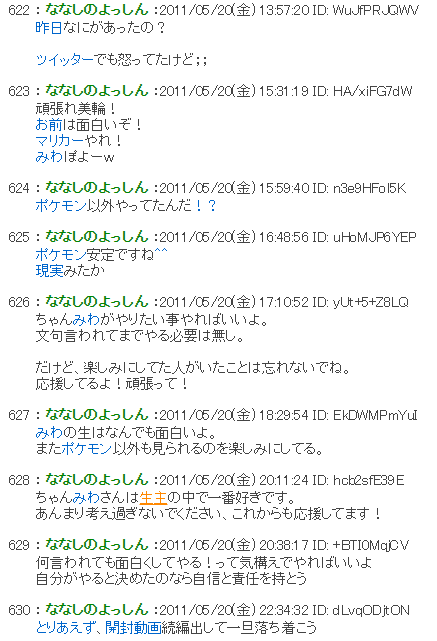 622 ：ななしのよっしん ：2011/05/20(金) 13:57:20 ID: WuJfPRJQWV
昨日なにがあったの？
ツイッターでも怒ってたけど；；
623 ：ななしのよっしん ：2011/05/20(金) 15:31:19 ID: HA/xiFG7dW
頑張れ美輪！
お前は面白いぞ！
マリカーやれ！
みわぽよーw
624 ：ななしのよっしん ：2011/05/20(金) 15:59:40 ID: n3e9HFoI5K
ポケモン以外やってたんだ！？
625 ：ななしのよっしん ：2011/05/20(金) 16:48:56 ID: uHoMJP6YEP
ポケモン安定ですね^^
現実みたか
626 ：ななしのよっしん ：2011/05/20(金) 17:10:52 ID: yUt+5+Z8LQ
ちゃんみわがやりたい事やればいいよ。
文句言われてまでやる必要は無し。
だけど、楽しみにしてた人がいたことは忘れないでね。
応援してるよ！頑張って！
627 ：ななしのよっしん ：2011/05/20(金) 18:29:54 ID: EkDWMPmYuI
みわの生はなんでも面白いよ。
またポケモン以外も見られるのを楽しみにしてる。
628 ：ななしのよっしん ：2011/05/20(金) 20:11:24 ID: hcb2sfE39E
ちゃんみわさんは生主の中で一番好きです。
あんまり考え過ぎないでください、これからも応援してます！
629 ：ななしのよっしん ：2011/05/20(金) 20:38:17 ID: +BTI0MqjCV
何言われても面白くしてやる！って気構えでやればいいよ
自分がやると決めたのなら自信と責任を持とう
630 ：ななしのよっしん ：2011/05/20(金) 22:34:32 ID: dLvqODjtON
とりあえず、開封動画続編出して一旦落ち着こう